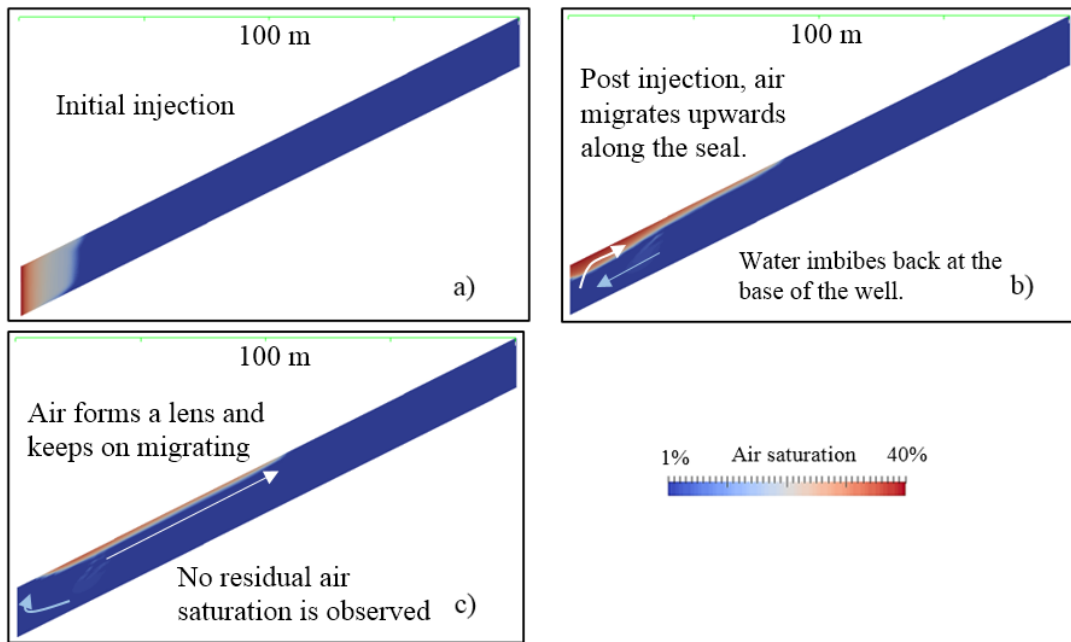 100 m
Initial injection
a)
100 m
Post injection, air
migrates upwards
along the seal.
Water imbibes back at the
base of the well.
b)
100 m
Air forms a lens and
keeps on migrating
No residual air
saturation is observed
c)
1% Air saturation 40%